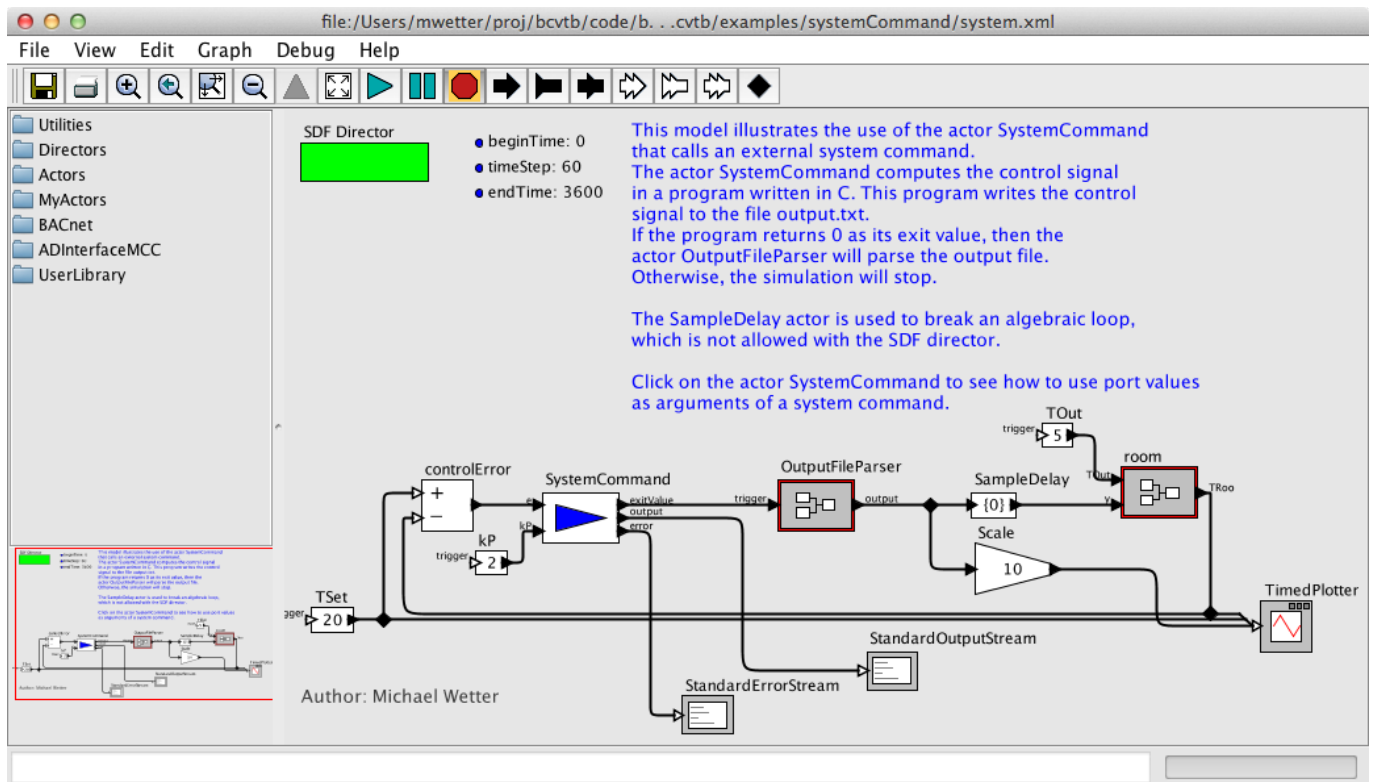 file:/Users/mwetter/proj/bcvtb/code/b. . .cvtb/examples/systemCommand/system.xml
File View Edit Graph Debug Help
Utilities
Directors
Actors
MyActors
BACnet
ADInterfaceMCC
UserLibrary
SDF Director
beginTime: 0
timeStep: 60
endTime: 3600
This model illustrates the use of the actor SystemCommand
that calls an external system command.
The actor SystemCommand computes the control signal
in a program written in C. This program writes the control
signal to the file output.txt.
If the program returns 0 as its exit value, then the
actor OutputFileParser will parse the output file.
Otherwise, the simulation will stop.
The SampleDelay actor is used to break an algebraic loop,
which is not allowed with the SDF director.
Click on the actor SystemCommand to see how to use port values
as arguments of a system command.
TOut
trigger
5
room
TOut
y
TRoo
controlError
+
−
SystemCommand
e
kP
exitValue
output
error
kP
trigger
2
OutputFileParser
trigger
output
SampleDelay
{0}
Scale
10
TSet
gger
20
TimedPlotter
StandardOutputStream
StandardErrorStream
Author: Michael Wetter